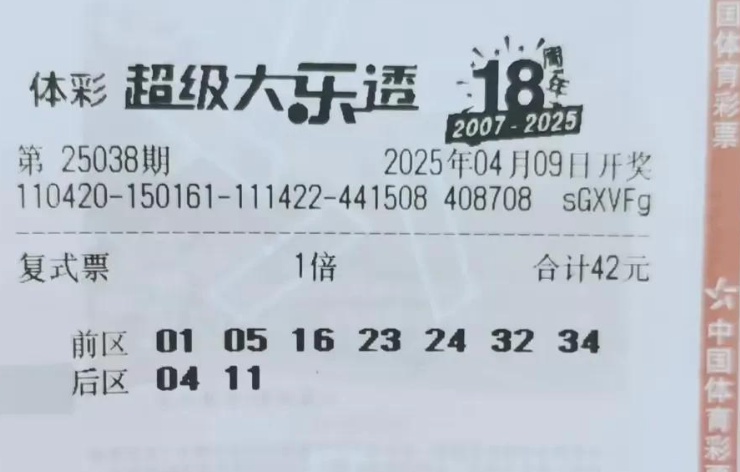 体彩 超级大乐透 18周年
2007-2025
第 25038期 2025年04月09日开奖
110420-150161-111422-441508 408708 sGXVFg
复式票 1倍 合计42元
前区 01 05 16 23 24 32 34
后区 04 11
国体育彩票
中国体育彩票